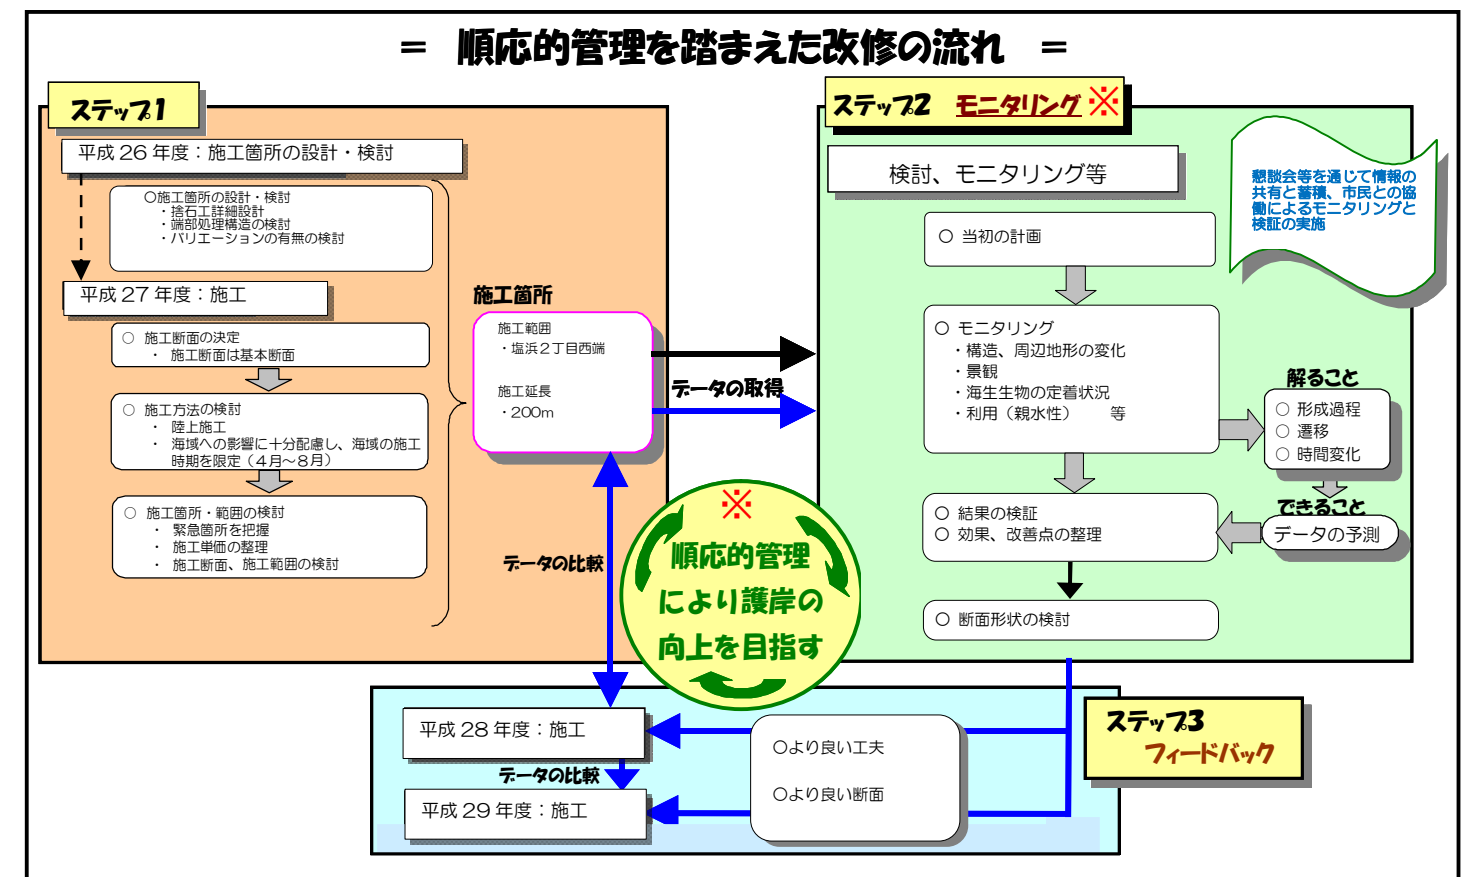 ＝　順応的管理を踏まえた改修の流れ　＝
ステップ1
平成 26 年度：施工箇所の設計・検討
○施工箇所の設計・検討
・捨石工詳細設計
・端部処理構造の検討
・バリエーションの有無の検討
平成 27 年度：施工
○ 施工断面の決定
・ 施工断面は基本断面
○ 施工方法の検討
・ 陸上施工
・ 海域への影響に十分配慮し、海域の施工
時期を限定（４月～８月）
○ 施工箇所・範囲の検討
・ 緊急箇所を把握
・ 施工単価の整理
・ 施工断面、施工範囲の検討
施工箇所
施工範囲
・塩浜２丁目西端
施工延長
・200m
データの取得
データの比較
ステップ2 モニタリング ※
検討、モニタリング等
懇談会等を通じて情報の
共有と蓄積、市民との協
働によるモニタリングと
検証の実施
○ 当初の計画
○ モニタリング
・構造、周辺地形の変化
・景観
・海生生物の定着状況
・利用（親水性）　　等
解ること
○ 形成過程
○ 遷移
○ 時間変化
できること
データの予測
○ 結果の検証
○ 効果、改善点の整理
○ 断面形状の検討
※
順応的管理
により護岸の
向上を目指す
ステップ3
フィードバック
平成 28 年度：施工
データの比較
平成 29 年度：施工
○より良い工夫
○より良い断面